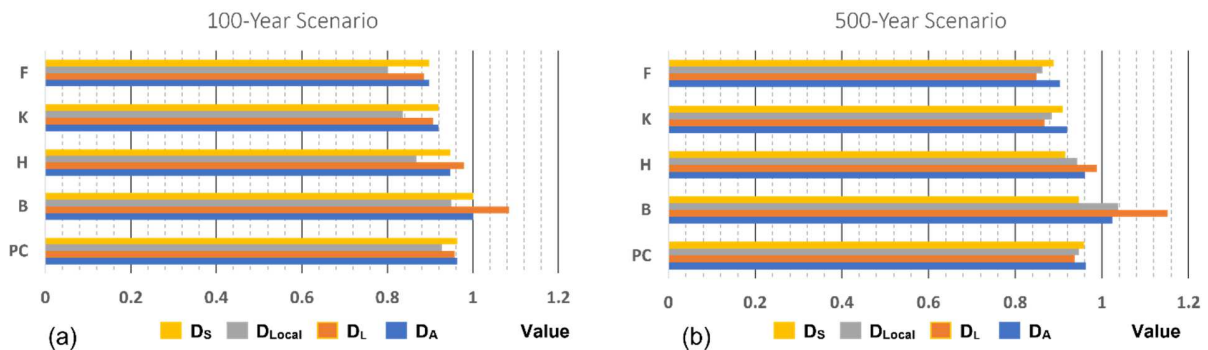 100-Year Scenario
F
K
H
B
PC
0 0.2 0.4 0.6 0.8 1 1.2
(a) DS DLocal DL DA Value
500-Year Scenario
F
K
H
B
PC
0 0.2 0.4 0.6 0.8 1 1.2
(b) DS DLocal DL DA Value